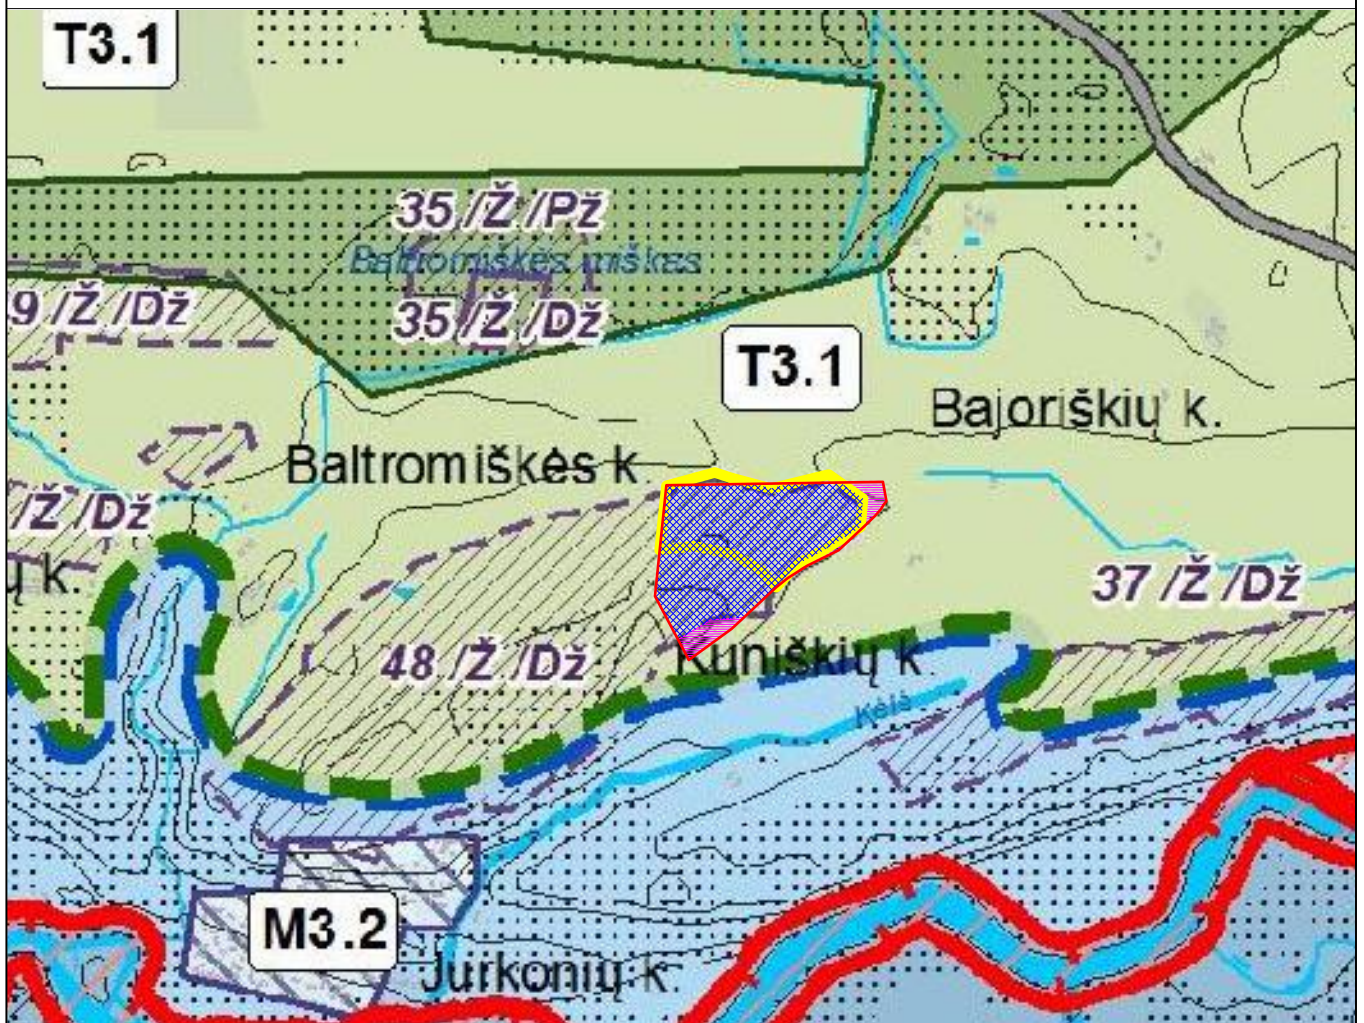 T3.1
35 /Ž /Pž
Baltromiškės miškas
9 /Ž /Dž
35 /Ž /Dž
T3.1
Bajoriškių k.
Baltromiškės k.
/Ž /Dž
ų k.
37 /Ž /Dž
48 /Ž /Dž
Kuniškių k.
M3.2
Jurkonių k.